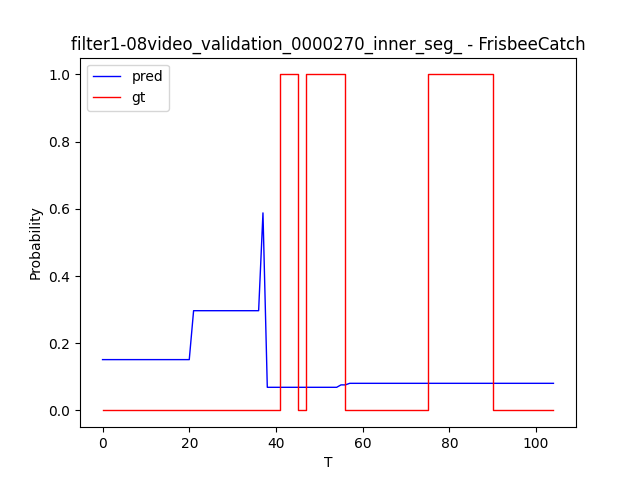 filter1-08video_validation_0000270_inner_seg_ - FrisbeeCatch
pred
gt
1.0
0.8
0.6
0.4
0.2
0.0
Probability
0 20 40 60 80 100
T